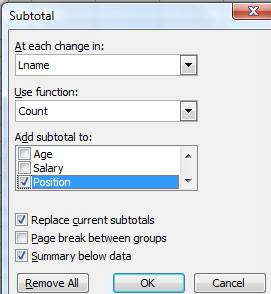 Subtotal
At each change in:
Lname
Use function:
Count
Add subtotal to:
Age
Salary
Position
Replace current subtotals
Page break between groups
Summary below data
Remove All OK Cancel